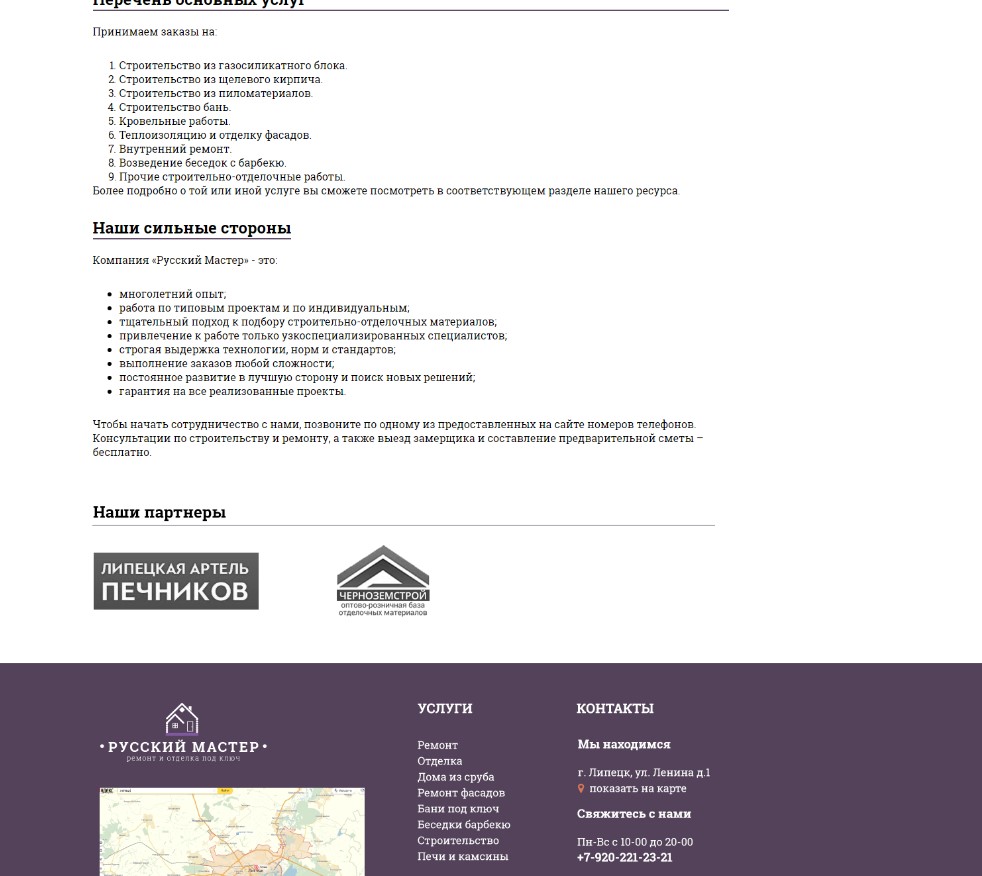 Перечень основных услуг
Принимаем заказы на:
1. Строительство из газосиликатного блока.
2. Строительство из щелевого кирпича.
3. Строительство из пиломатериалов.
4. Строительство бань.
5. Кровельные работы.
6. Теплоизоляцию и отделку фасадов.
7. Внутренний ремонт.
8. Возведение беседок с барбекю.
9. Прочие строительно-отделочные работы.
Более подробно о той или иной услуге вы сможете посмотреть в соответствующем разделе нашего ресурса.
Наши сильные стороны
Компания «Русский Мастер» - это:
многолетний опыт;
работа по типовым проектам и по индивидуальным;
тщательный подход к подбору строительно-отделочных материалов;
привлечение к работе только узкоспециализированных специалистов;
строгая выдержка технологии, норм и стандартов;
выполнение заказов любой сложности;
постоянное развитие в лучшую сторону и поиск новых решений;
гарантия на все реализованные проекты.
Чтобы начать сотрудничество с нами, позвоните по одному из предоставленных на сайте номеров телефонов.
Консультации по строительству и ремонту, а также выезд замерщика и составление предварительной сметы –
бесплатно.
Наши партнеры
ЛИПЕЦКАЯ АРТЕЛЬ
ПЕЧНИКОВ
ЧЕРНОЗЕМСТРОЙ
оптово-розничная база
отделочных материалов
• РУССКИЙ МАСТЕР •
ремонт и отделка под ключ
УСЛУГИ
Ремонт
Отделка
Дома из сруба
Ремонт фасадов
Бани под ключ
Беседки барбекю
Строительство
Печи и камсины
КОНТАКТЫ
Мы находимся
г. Липецк, ул. Ленина д.1
показать на карте
Свяжитесь с нами
Пн-Вс с 10-00 до 20-00
+7-920-221-23-21